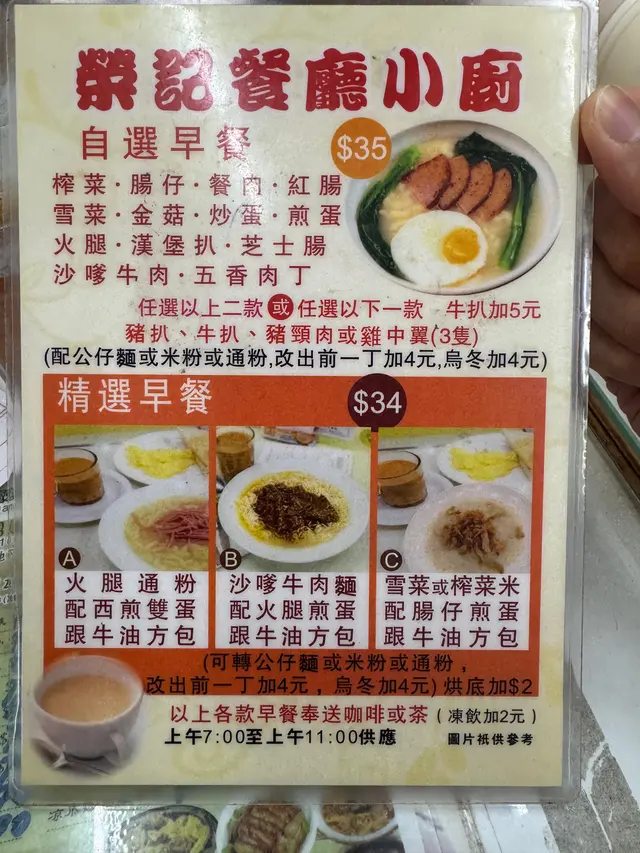 榮記餐廳小廚
自選早餐
$35
榨菜·腸仔·餐肉·紅腸
雪菜·金菇·炒蛋·煎蛋
火腿·漢堡扒·芝士腸
沙嗲牛肉·五香肉丁
任選以上二款或任選以下一款 牛扒加5元
豬扒、牛扒、豬頸肉或雞中翼(3隻)
(配公仔麵或米粉或通粉,改出前一丁加4元,烏冬加4元)
精選早餐
$34
A
火腿通粉
配西煎雙蛋
跟牛油方包
B
沙嗲牛肉麵
配火腿煎蛋
跟牛油方包
C
雪菜或榨菜米
配腸仔煎蛋
跟牛油方包
(可轉公仔麵或米粉或通粉,
改出前一丁加4元,烏冬加4元) 烘底加$2
以上各款早餐奉送咖啡或茶(凍飲加2元)
上午7:00至上午11:00供應
圖片祇供參考